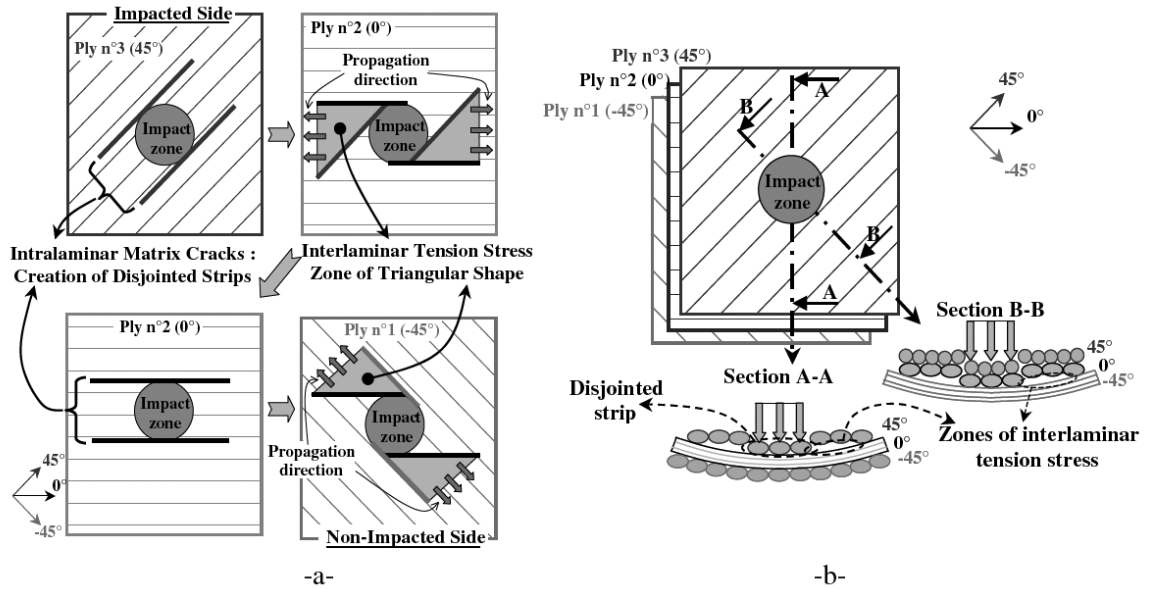 Impacted Side
Ply n°3 (45°)
Impact
zone
Ply n°2 (0°)
Propagation
direction
Impact
zone
Intralaminar Matrix Cracks :
Creation of Disjointed Strips
Interlaminar Tension Stress
Zone of Triangular Shape
Ply n°2 (0°)
Impact
zone
45°
0°
-45°
Ply n°1 (-45°)
Impact
zone
Propagation
direction
Non-Impacted Side
-a-
Ply n°3 (45°)
Ply n°2 (0°)
Ply n°1 (-45°)
A
B
Impact
zone
B
A
45°
0°
-45°
Section B-B
45°
0°
-45°
Section A-A
Disjointed
strip
45°
0°
-45°
Zones of interlaminar
tension stress
-b-